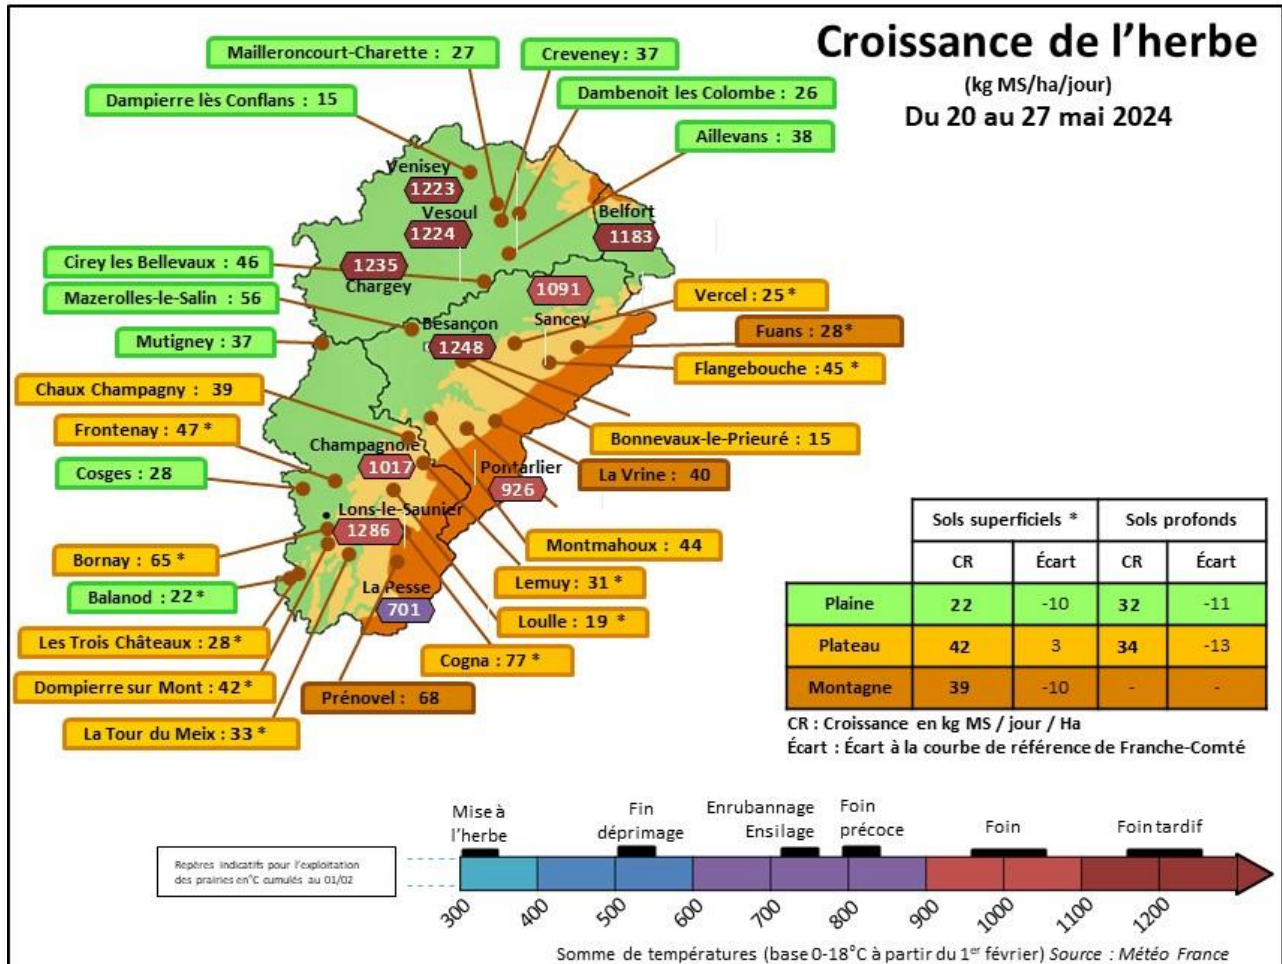 Croissance de l'herbe
(kg MS/ha/jour)
Du 20 au 27 mai 2024
Mailleroncourt-Charette : 27
Creveney : 37
Dampierre lès Conflans : 15
Dambenoit les Colombe : 26
Aillevans : 38
Venisey
1223
Vesoul
1224
Belfort
1183
Cirey les Bellevaux : 46
1235
Chargey
Mazerolles-le-Salin : 56
1091
Sancey
Vercel : 25 *
Mutigney : 37
Besançon
1248
Fuans : 28*
Flangebouche : 45 *
Chaux Champagny : 39
Frontenay : 47 *
Bonnevaux-le-Prieuré : 15
Champagnole
1017
Cosges : 28
La Vrine : 40
Pontarlier
926
Lons-le-Saunier
1286
Bornay : 65 *
Montmahoux : 44
Balanod : 22 *
Lemuy : 31 *
La Pesse
701
Loulle : 19 *
Les Trois Châteaux : 28 *
Cogna : 77 *
Dompierre sur Mont : 42 *
Prénovel : 68
La Tour du Meix : 33 *
Sols superficiels * Sols profonds
CR Écart CR Écart
Plaine 22 -10 32 -11
Plateau 42 3 34 -13
Montagne 39 -10 - -
CR : Croissance en kg MS / jour / Ha
Écart : Écart à la courbe de référence de Franche-Comté
Mise à
l'herbe
Fin
déprimage
Enrubannage
Ensilage
Foin
précoce
Foin
Foin tardif
Repères indicatifs pour l'exploitation
des prairies en°C cumulés au 01/02
300 400 500 600 700 800 900 1000 1100 1200
Somme de températures (base 0-18°C à partir du 1er février) Source : Météo France